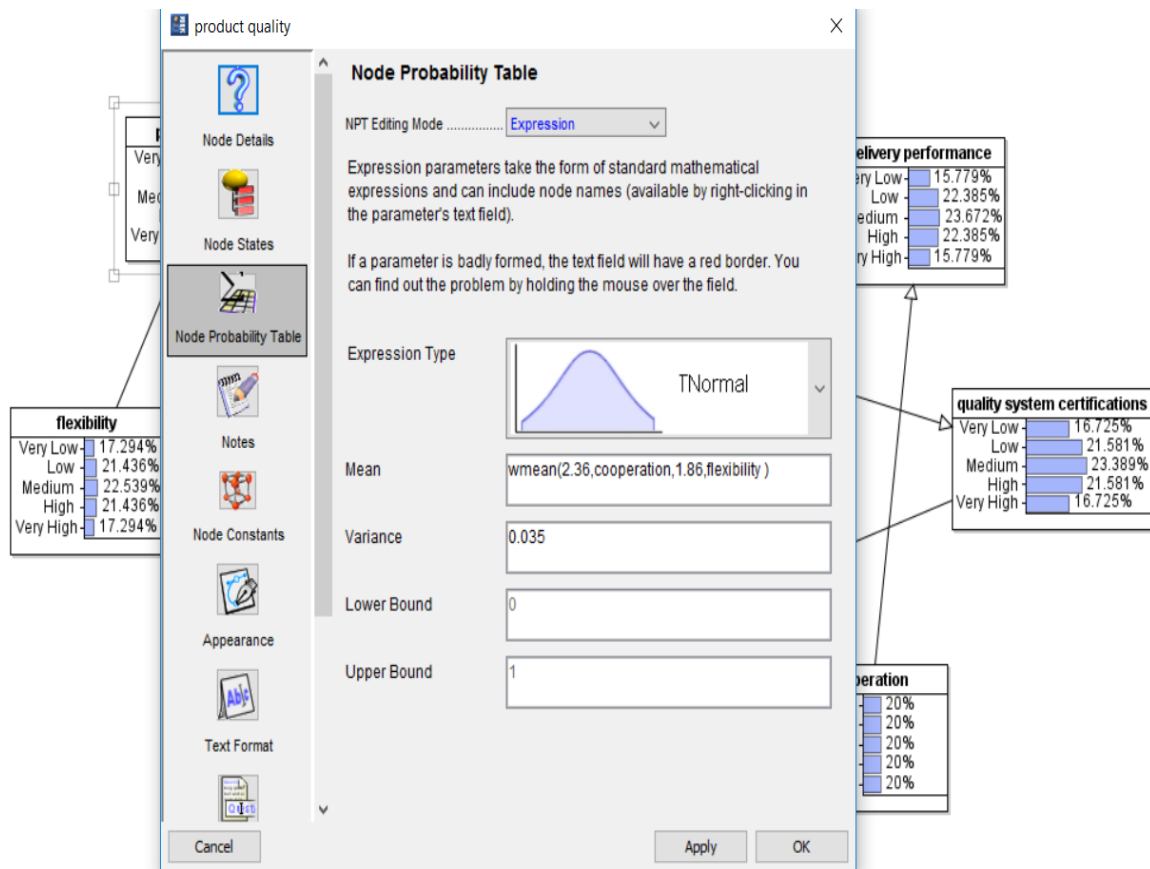 product quality
Node Details
Node States
Node Probability Table
Notes
Node Constants
Appearance
Text Format
Node Probability Table
NPT Editing Mode ............... Expression
Expression parameters take the form of standard mathematical
expressions and can include node names (available by right-clicking in
the parameter's text field).
If a parameter is badly formed, the text field will have a red border. You
can find out the problem by holding the mouse over the field.
Expression Type
TNormal
Mean
wmean(2.36,cooperation,1.86,flexibility )
Variance
0.035
Lower Bound
0
Upper Bound
1
Cancel
Apply
OK
p
Very
Med
Very
flexibility
Very Low 17.294%
Low 21.436%
Medium 22.539%
High 21.436%
Very High 17.294%
elivery performance
ery Low 15.779%
Low 22.385%
edium 23.672%
High 22.385%
ry High 15.779%
quality system certifications
Very Low 16.725%
Low 21.581%
Medium 23.389%
High 21.581%
Very High 16.725%
peration
20%
20%
20%
20%
20%